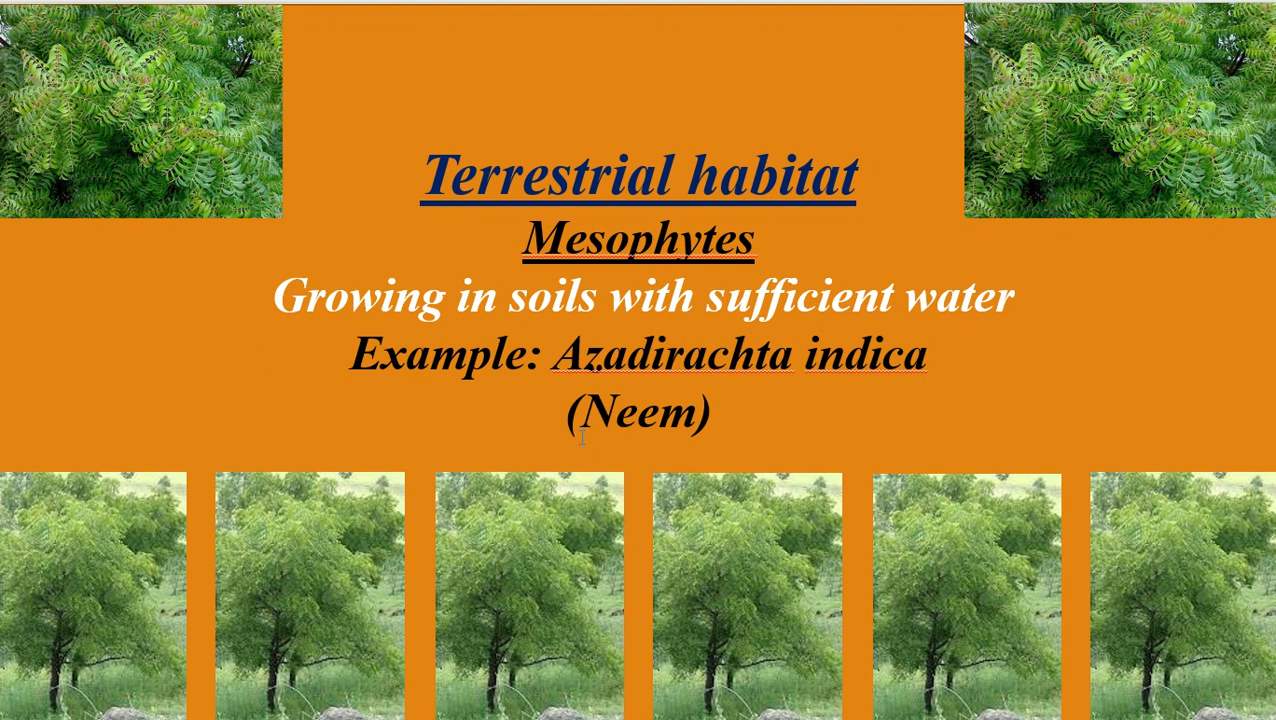 Terrestrial habitat
Mesophytes
Growing in soils with sufficient water
Example: Azadirachta indica
(Neem)